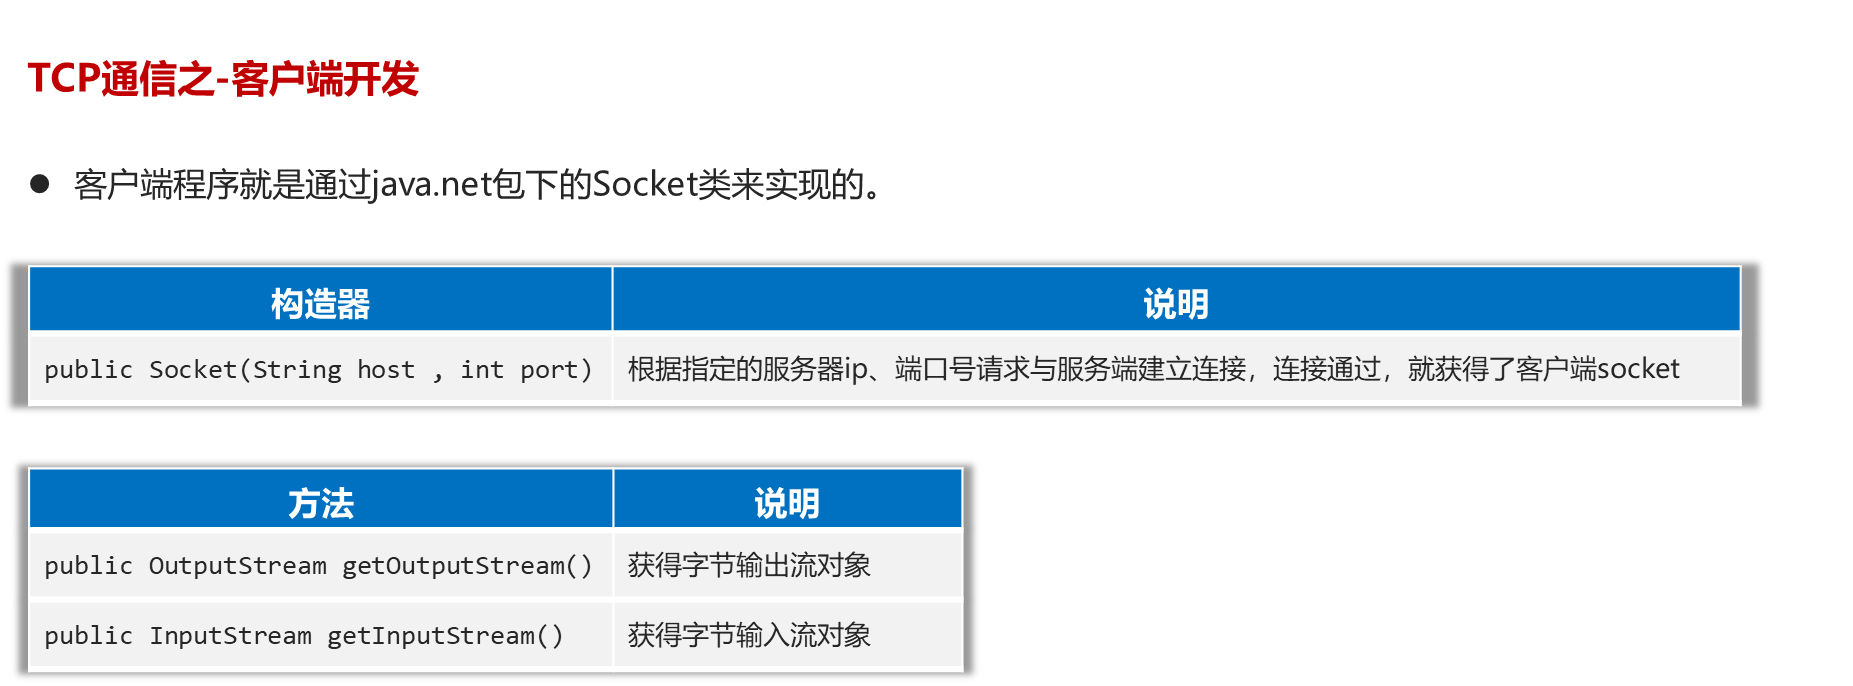 TCP通信之-客户端开发
● 客户端程序就是通过java.net包下的Socket类来实现的。
构造器 说明
public Socket(String host , int port) 根据指定的服务器ip、端口号请求与服务端建立连接，连接通过，就获得了客户端socket
方法 说明
public OutputStream getOutputStream() 获得字节输出流对象
public InputStream getInputStream() 获得字节输入流对象